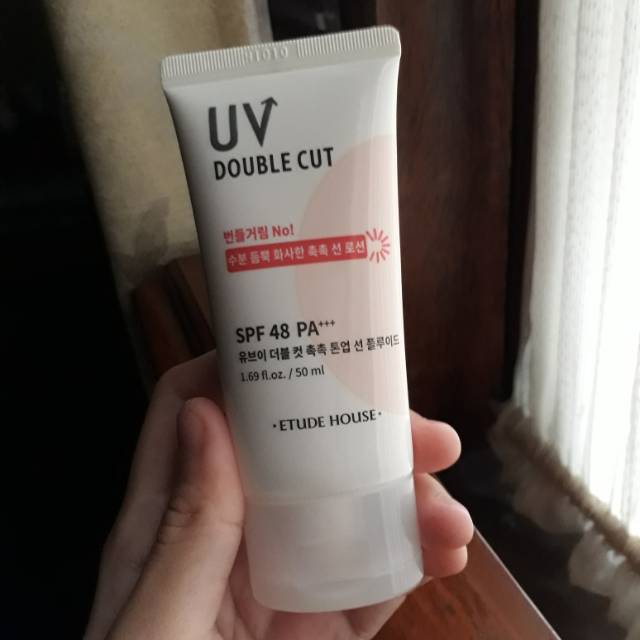 UV
DOUBLE CUT
번들거림 No!
수분 듬뿍 화사한 촉촉 선 로션
SPF 48 PA+++
유브이 더블 컷 촉촉 톤업 선 플루이드
1.69 fl.oz. / 50 ml
·ETUDE HOUSE·